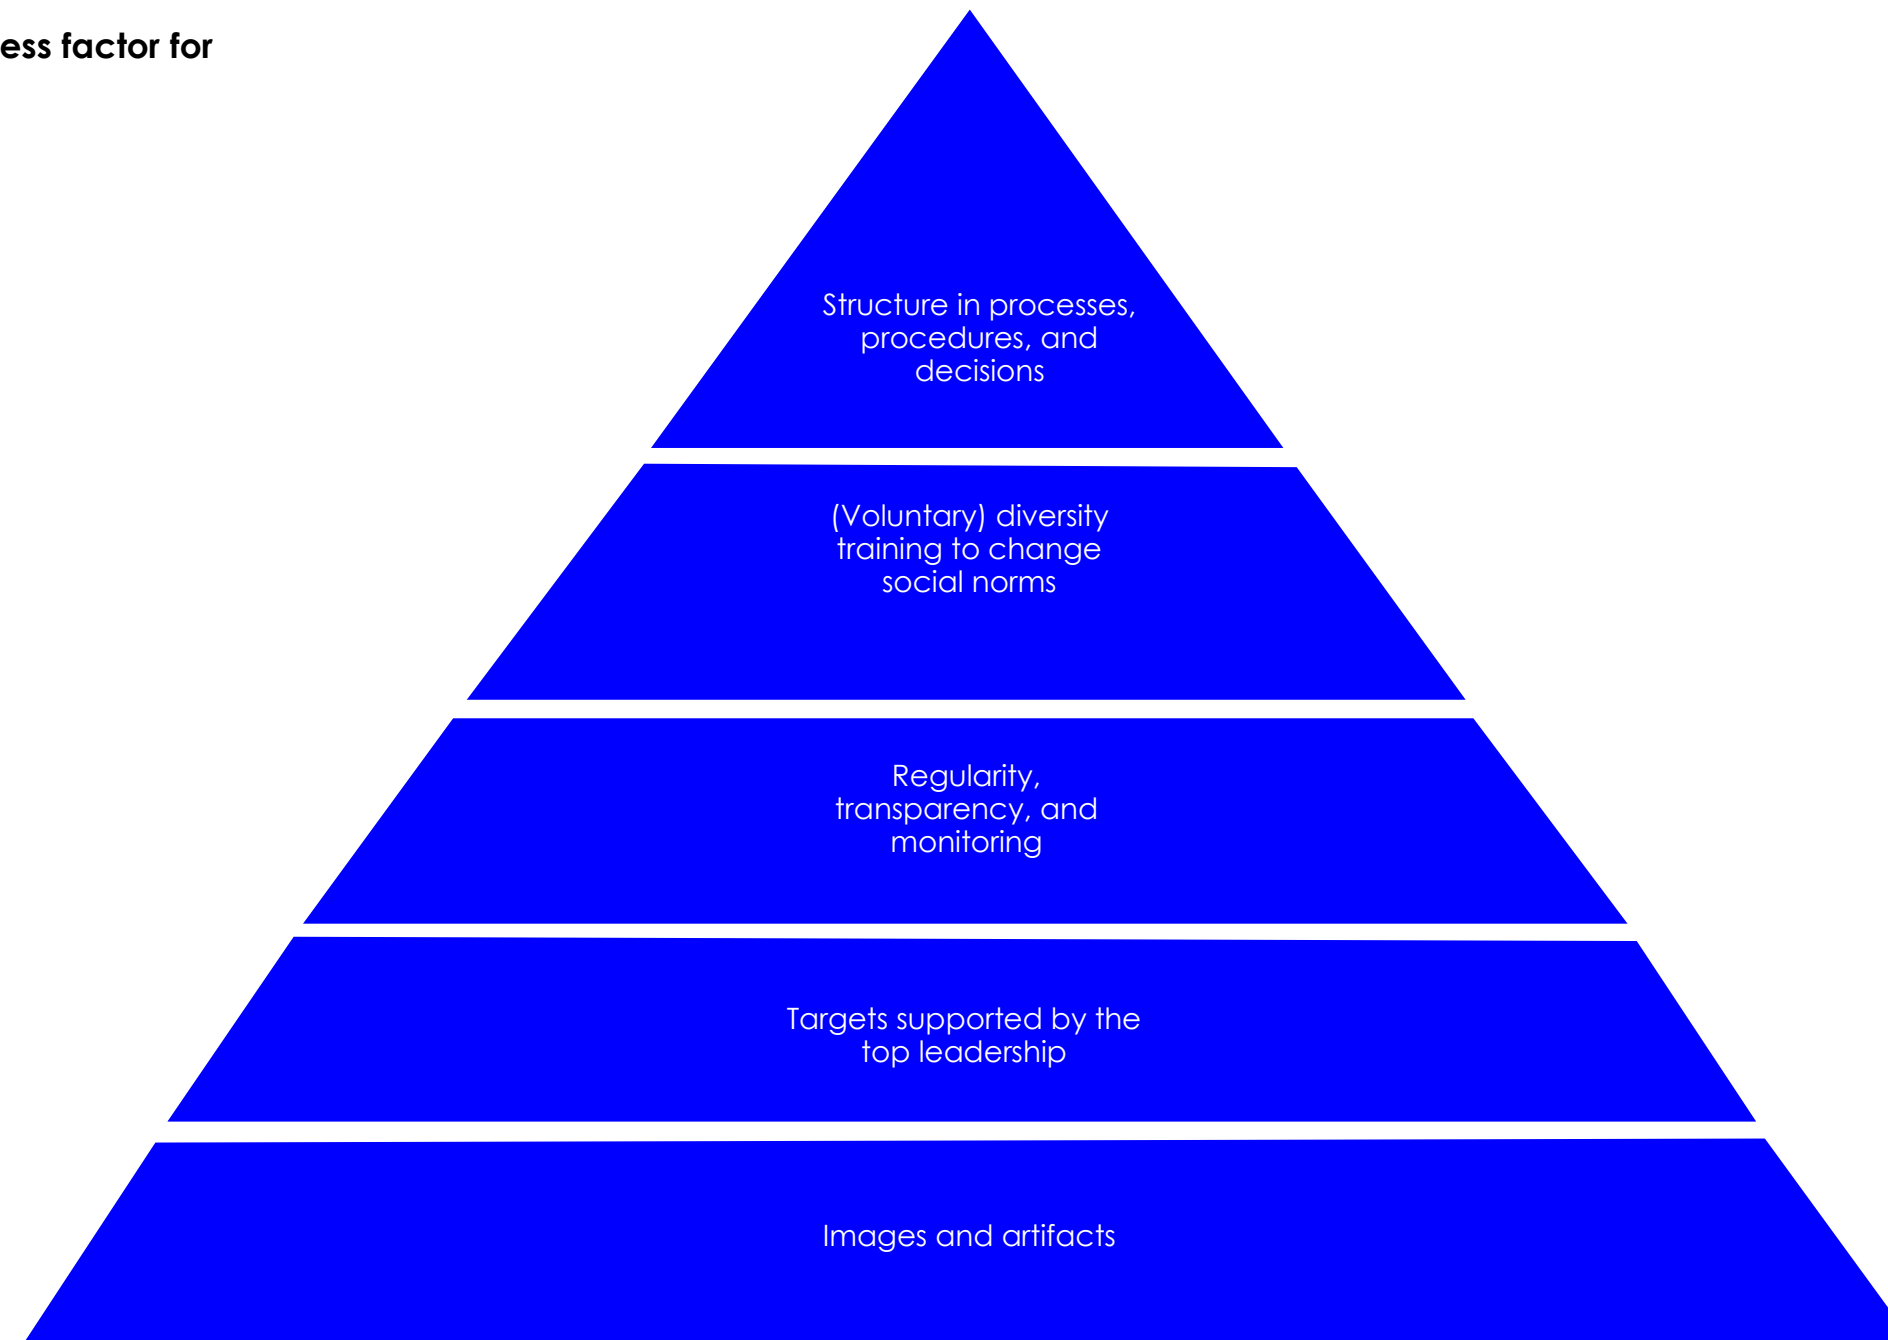 ess factor for
Structure in processes,
procedures, and
decisions
(Voluntary) diversity
training to change
social norms
Regularity,
transparency, and
monitoring
Targets supported by the
top leadership
Images and artifacts